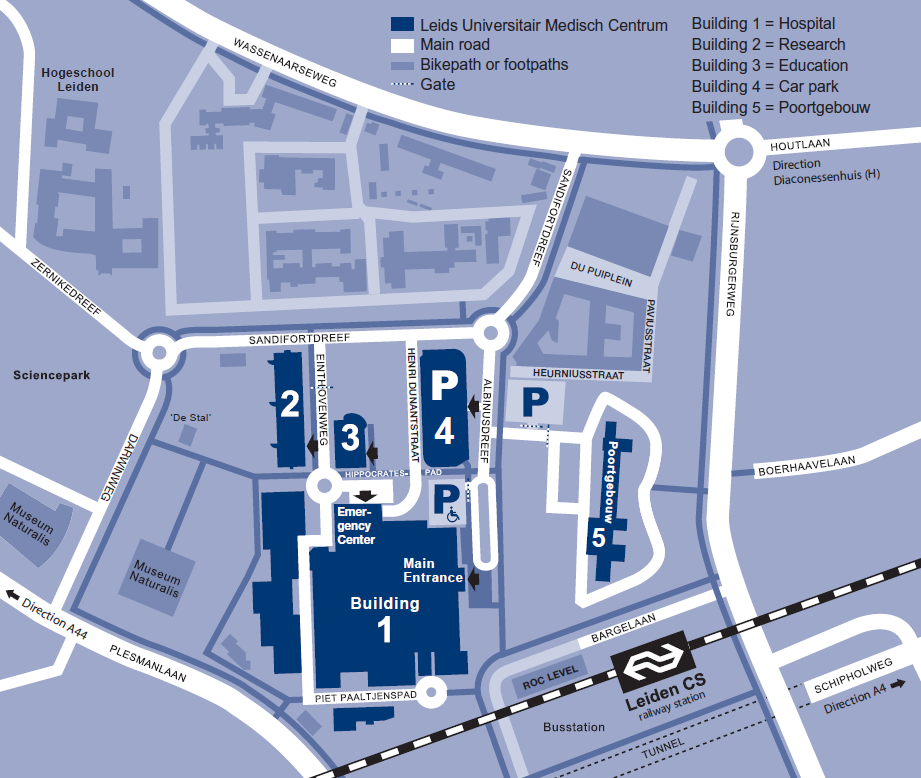 Leids Universitair Medisch Centrum
Main road
Bikepath or footpaths
Gate
Building 1 = Hospital
Building 2 = Research
Building 3 = Education
Building 4 = Car park
Building 5 = Poortgebouw
WASSENAARSEWEG
Hogeschool
Leiden
HOUTLAAN
Direction
Diaconessenhuis (H)
SANDIFORTDREEF
RIJNSBURGERWEG
ZERNIKEDREEF
DU PUIPLEIN
PAVIUSSTRAAT
SANDIFORTDREEF
HEURNIUSSTRAAT
Sciencepark
EINTHOVENWEG
HENRI DUNANTSTRAAT
ALBINUSDREEF
P
4
P
2
3
'De Stal'
DARWINWEG
HIPPOCRATES-PAD
Poortgebouw
5
BOERHAAVELAAN
P
Museum
Naturalis
Emer-
gency
Center
Museum
Naturalis
Main
Entrance
Building
1
Direction A44
PLESMANLAAN
BARGELAAN
ROC LEVEL
Leiden CS
railway station
SCHIPHOLWEG
Direction A4
PIET PAALTJENSPAD
Busstation
TUNNEL